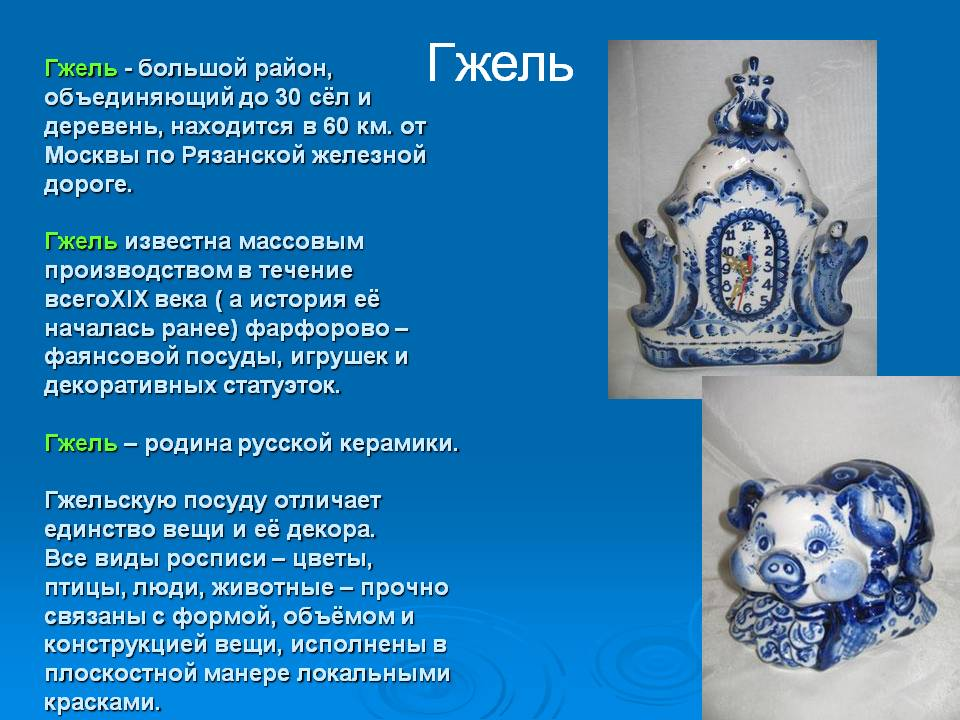 Гжель
Гжель - большой район,
объединяющий до 30 сёл и
деревень, находится в 60 км. от
Москвы по Рязанской железной
дороге.
Гжель известна массовым
производством в течение
всегоXIX века ( а история её
началась ранее) фарфорово –
фаянсовой посуды, игрушек и
декоративных статуэток.
Гжель – родина русской керамики.
Гжельскую посуду отличает
единство вещи и её декора.
Все виды росписи – цветы,
птицы, люди, животные – прочно
связаны с формой, объёмом и
конструкцией вещи, исполнены в
плоскостной манере локальными
красками.